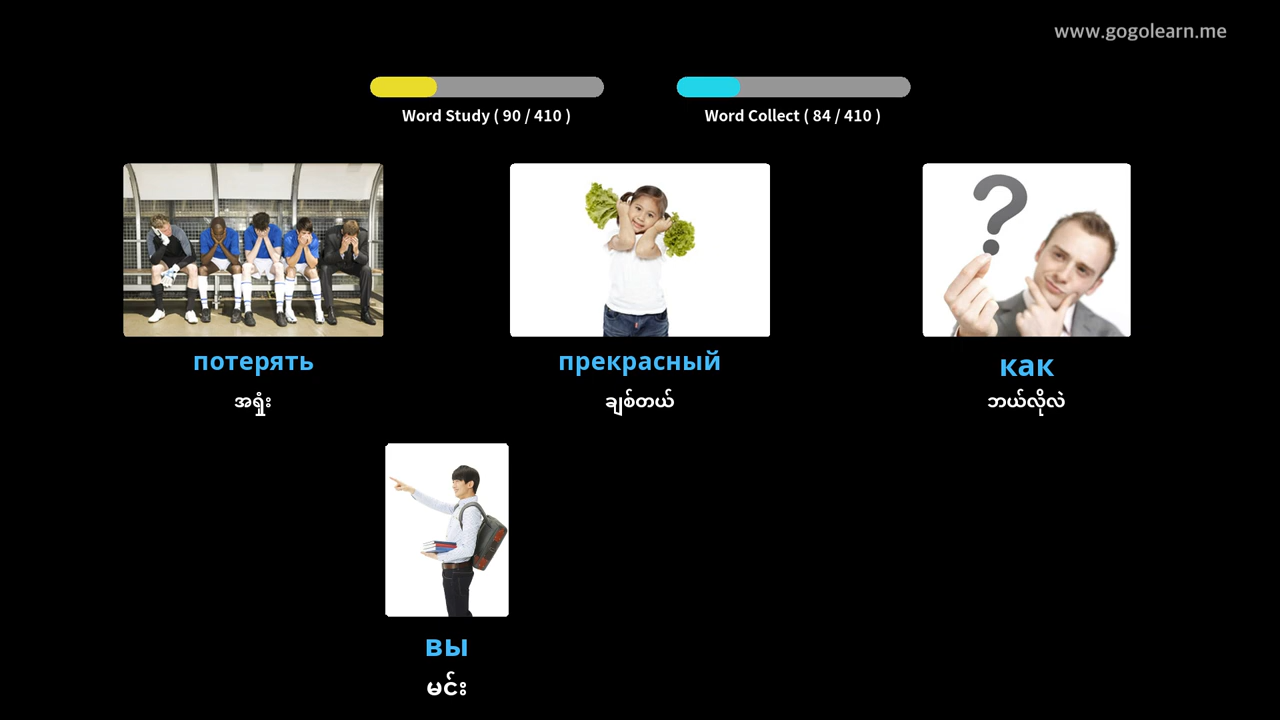 www.gogolearn.me
Word Study ( 90 / 410 )
Word Collect ( 84 / 410 )
потерять
прекрасный
как
အရှုံး
ချစ်တယ်
ဘယ်လိုလဲ
вы
မင်း